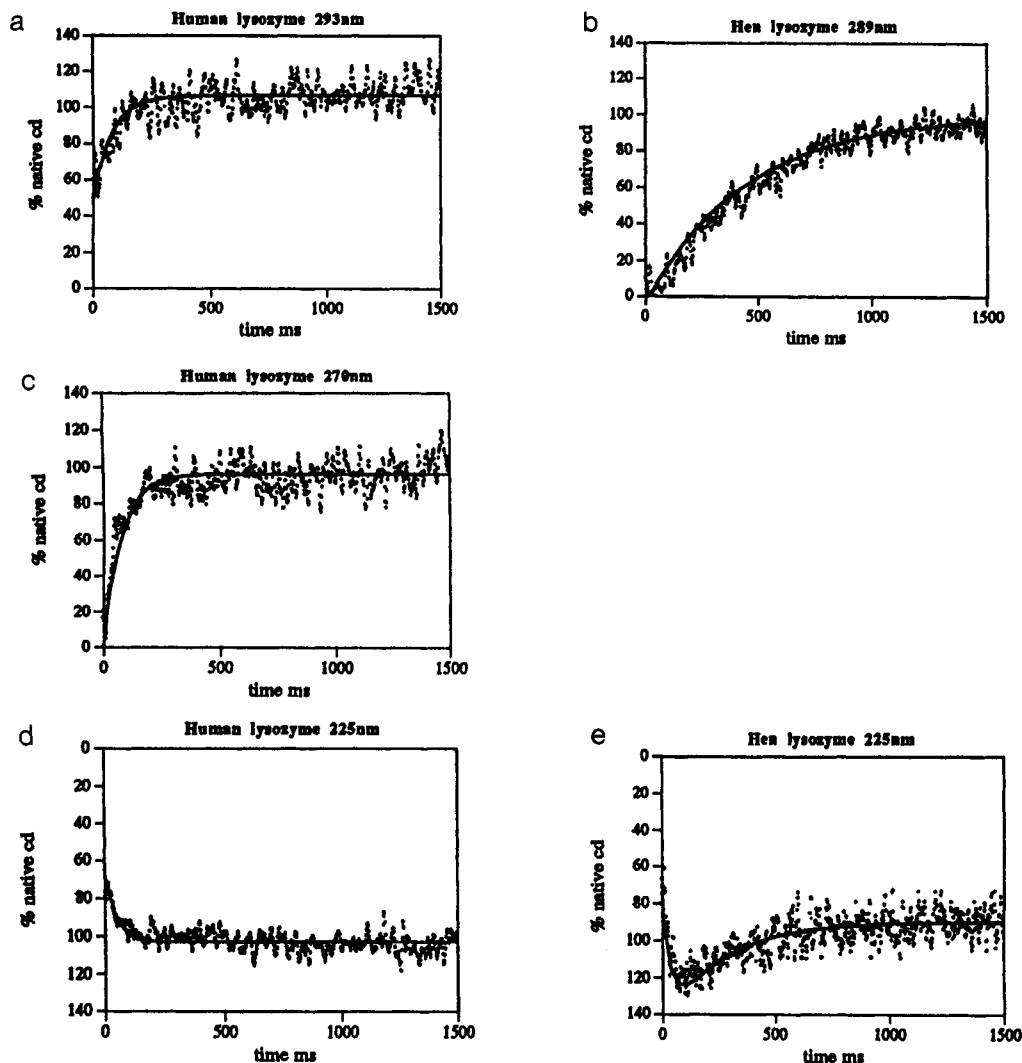 a
Human lysozyme 293nm
140
120
100
80
60
40
20
0
% native cd
0 500 1000 1500
time ms
b
Hen lysozyme 289nm
140
120
100
80
60
40
20
0
% native cd
0 500 1000 1500
time ms
c
Human lysozyme 270nm
140
120
100
80
60
40
20
0
% native cd
0 500 1000 1500
time ms
d
Human lysozyme 225nm
0
20
40
60
80
100
120
140
% native cd
0 500 1000 1500
time ms
e
Hen lysozyme 225nm
0
20
40
60
80
100
120
140
% native cd
0 500 1000 1500
time ms